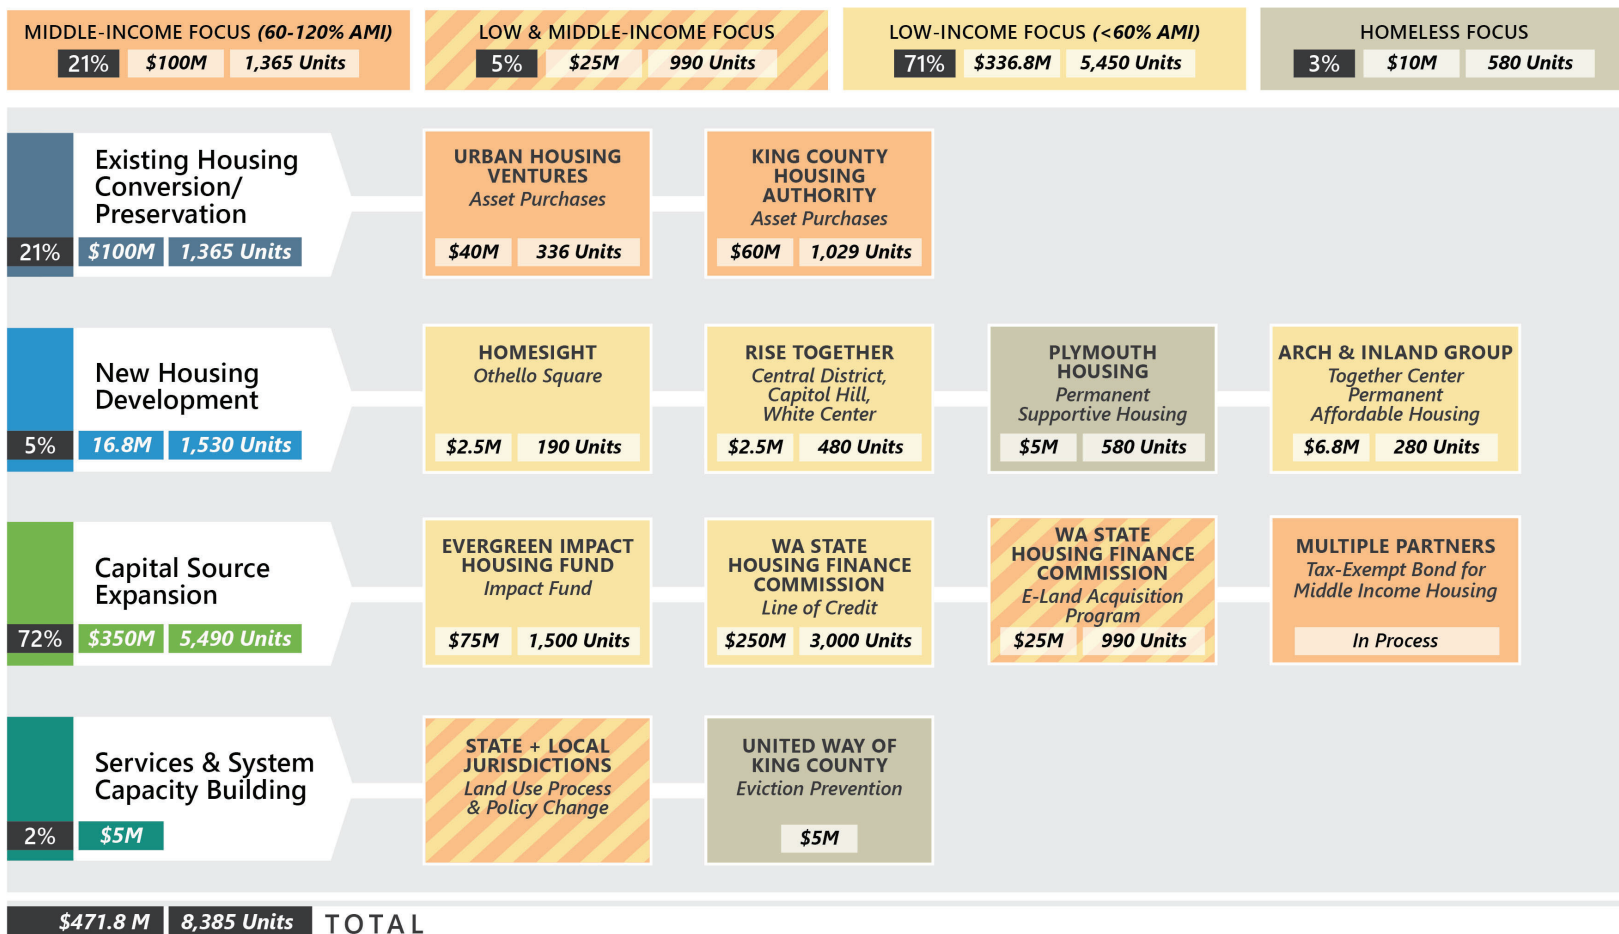 MIDDLE-INCOME FOCUS (60-120% AMI)
21% $100M 1,365 Units
LOW & MIDDLE-INCOME FOCUS
5% $25M 990 Units
LOW-INCOME FOCUS (<60% AMI)
71% $336.8M 5,450 Units
HOMELESS FOCUS
3% $10M 580 Units
Existing Housing
Conversion/
Preservation
21% $100M 1,365 Units
URBAN HOUSING
VENTURES
Asset Purchases
$40M 336 Units
KING COUNTY
HOUSING
AUTHORITY
Asset Purchases
$60M 1,029 Units
New Housing
Development
5% 16.8M 1,530 Units
HOMESIGHT
Othello Square
$2.5M 190 Units
RISE TOGETHER
Central District,
Capitol Hill,
White Center
$2.5M 480 Units
PLYMOUTH
HOUSING
Permanent
Supportive Housing
$5M 580 Units
ARCH & INLAND GROUP
Together Center
Permanent
Affordable Housing
$6.8M 280 Units
Capital Source
Expansion
72% $350M 5,490 Units
EVERGREEN IMPACT
HOUSING FUND
Impact Fund
$75M 1,500 Units
WA STATE
HOUSING FINANCE
COMMISSION
Line of Credit
$250M 3,000 Units
WA STATE
HOUSING FINANCE
COMMISSION
E-Land Acquisition
Program
$25M 990 Units
MULTIPLE PARTNERS
Tax-Exempt Bond for
Middle Income Housing
In Process
Services & System
Capacity Building
2% $5M
STATE + LOCAL
JURISDICTIONS
Land Use Process
& Policy Change
UNITED WAY OF
KING COUNTY
Eviction Prevention
$5M
$471.8 M 8,385 Units TOTAL